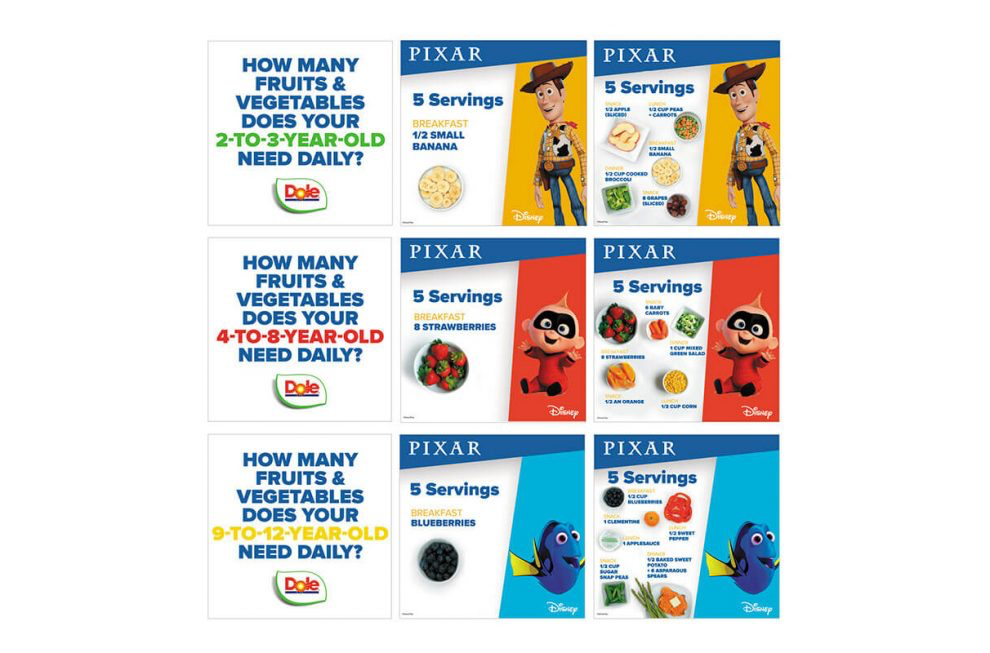 HOW MANY
FRUITS &
VEGETABLES
DOES YOUR
2-TO-3-YEAR-OLD
NEED DAILY?
Dole
PIXAR
5 Servings
BREAKFAST
1/2 SMALL
BANANA
Disney
PIXAR
5 Servings
SNACK
1/2 APPLE
(SLICED)
LUNCH
1/2 CUP PEAS
+ CARROTS
BREAKFAST
1/2 SMALL
BANANA
DINNER
1/2 CUP COOKED
BROCCOLI
SNACK
8 GRAPES
(SLICED)
Disney
HOW MANY
FRUITS &
VEGETABLES
DOES YOUR
4-TO-8-YEAR-OLD
NEED DAILY?
Dole
PIXAR
5 Servings
BREAKFAST
8 STRAWBERRIES
Disney
PIXAR
5 Servings
SNACK
6 BABY
CARROTS
DINNER
1 CUP MIXED
GREEN SALAD
BREAKFAST
8 STRAWBERRIES
SNACK
1/2 AN ORANGE
LUNCH
1/2 CUP CORN
Disney
HOW MANY
FRUITS &
VEGETABLES
DOES YOUR
9-TO-12-YEAR-OLD
NEED DAILY?
Dole
PIXAR
5 Servings
BREAKFAST
BLUEBERRIES
Disney
PIXAR
5 Servings
BREAKFAST
1/2 CUP
BLUEBERRIES
SNACK
1 CLEMENTINE
LUNCH
1/2 SWEET
PEPPER
LUNCH
1 APPLESAUCE
DINNER
1/2 BAKED SWEET
POTATO
+ 6 ASPARAGUS
SPEARS
SNACK
1/2 CUP
SUGAR
SNAP PEAS
Disney